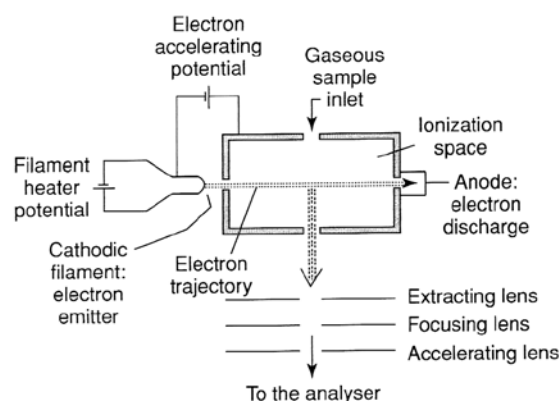 Electron
accelerating
potential
Gaseous
sample
inlet
Ionization
space
Filament
heater
potential
Anode:
electron
discharge
Cathodic
filament:
electron
emitter
Electron
trajectory
Extracting lens
Focusing lens
Accelerating lens
To the analyser